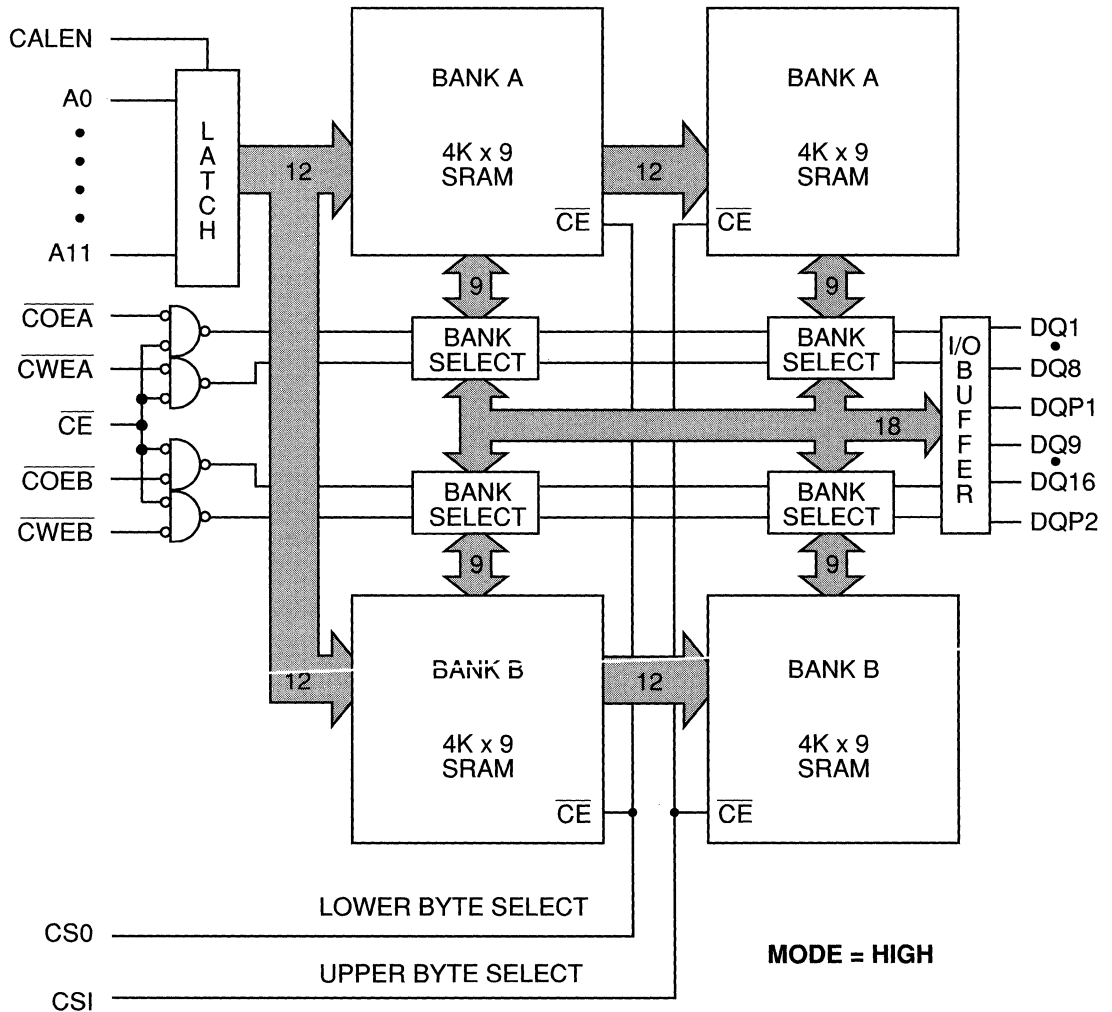 CALEN
A0
A11
LATCH
COEA
CWEA
CE
COEB
CWEB
12
BANK A
4K x 9
SRAM
CE
12
BANK A
4K x 9
SRAM
CE
9
9
BANK
SELECT
BANK
SELECT
18
BANK
SELECT
BANK
SELECT
I/O
BUFFER
DQ1
DQ8
DQP1
DQ9
DQ16
DQP2
9
9
12
BANK B
4K x 9
SRAM
CE
12
BANK B
4K x 9
SRAM
CE
LOWER BYTE SELECT
CS0
MODE = HIGH
UPPER BYTE SELECT
CSI